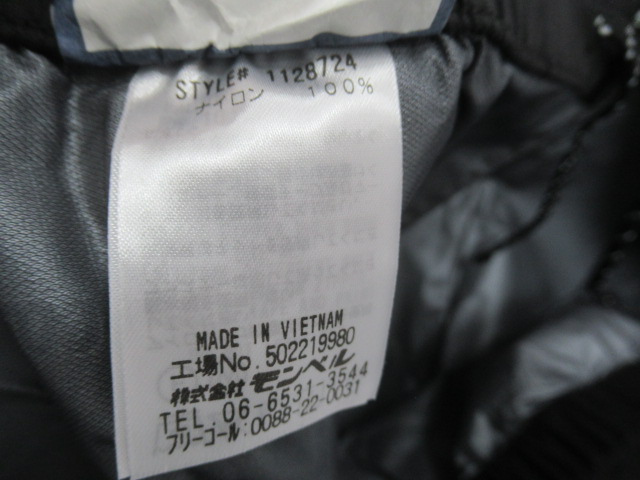 STYLE# 1128724
ナイロン 100%
MADE IN VIETNAM
工場No.502219980
株式会社 モンベル
TEL. 06-6531-3544
フリーコール:0088-22-0031